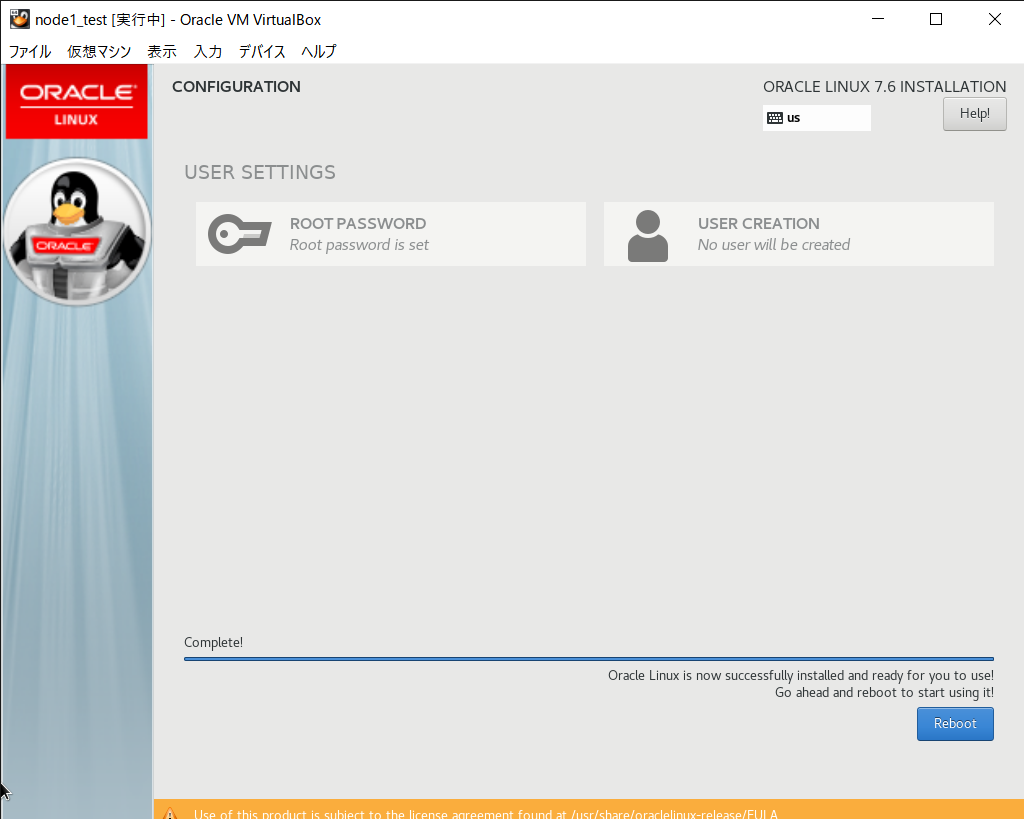 node1_test [実行中] - Oracle VM VirtualBox
ファイル 仮想マシン 表示 入力 デバイス ヘルプ
ORACLE
LINUX
ORACLE
CONFIGURATION
ORACLE LINUX 7.6 INSTALLATION
us
Help!
USER SETTINGS
ROOT PASSWORD
Root password is set
USER CREATION
No user will be created
Complete!
Oracle Linux is now successfully installed and ready for you to use!
Go ahead and reboot to start using it!
Reboot
Use of this product is subject to the license agreement found at /usr/share/oraclelinux-release/EULA